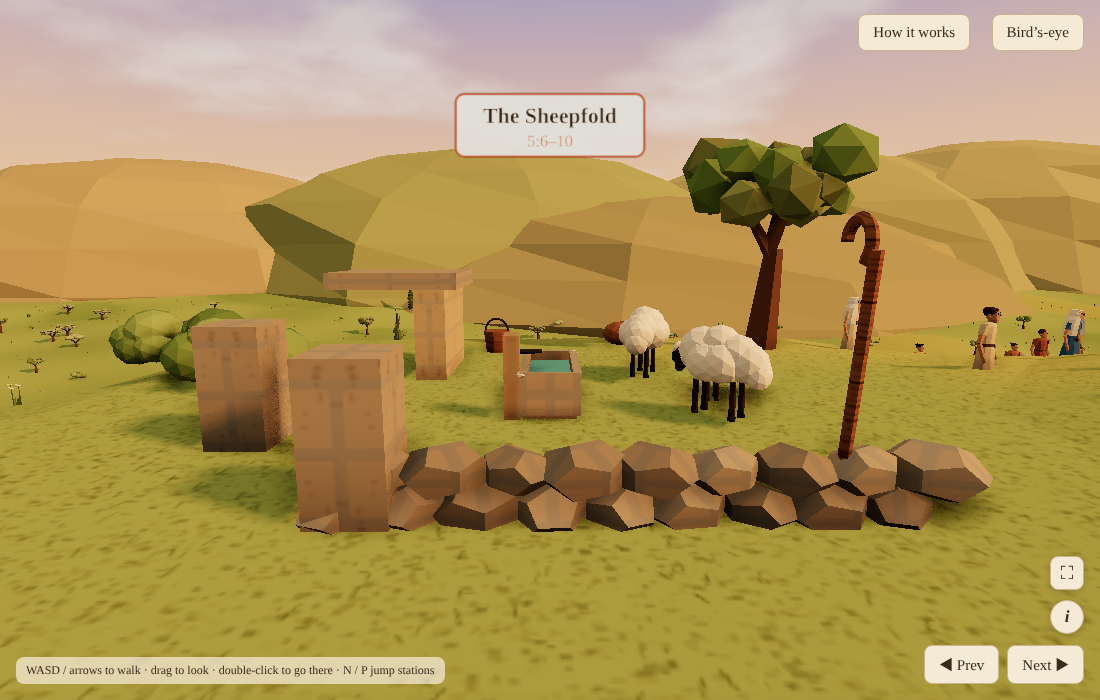 How it works
Bird’s-eye
The Sheepfold
5:6–10
i
WASD / arrows to walk · drag to look · double-click to go there · N / P jump stations
◀ Prev
Next ▶